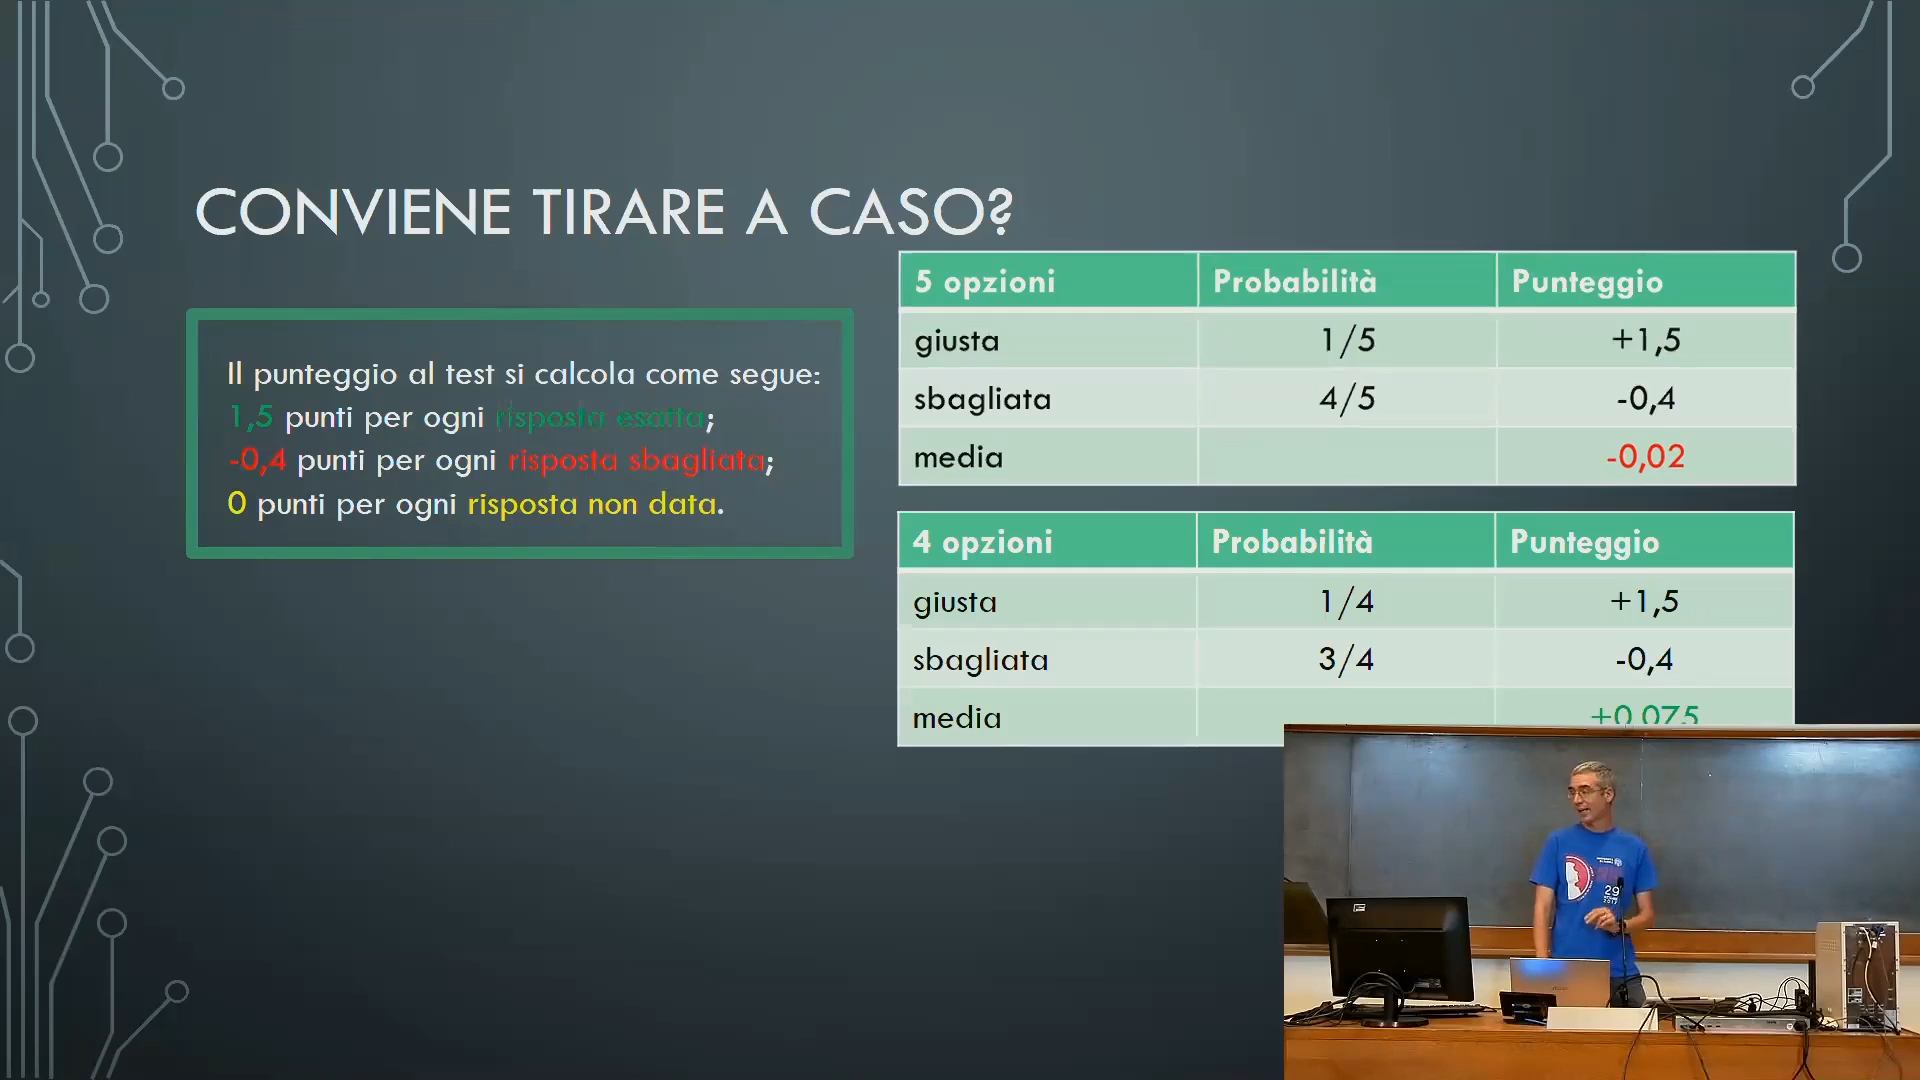 CONVIENE TIRARE A CASO?
Il punteggio al test si calcola come segue:
1,5 punti per ogni risposta esatta;
-0,4 punti per ogni risposta sbagliata;
0 punti per ogni risposta non data.
5 opzioni Probabilità Punteggio
giusta 1/5 +1,5
sbagliata 4/5 -0,4
media -0,02
4 opzioni Probabilità Punteggio
giusta 1/4 +1,5
sbagliata 3/4 -0,4
media +0,075
29